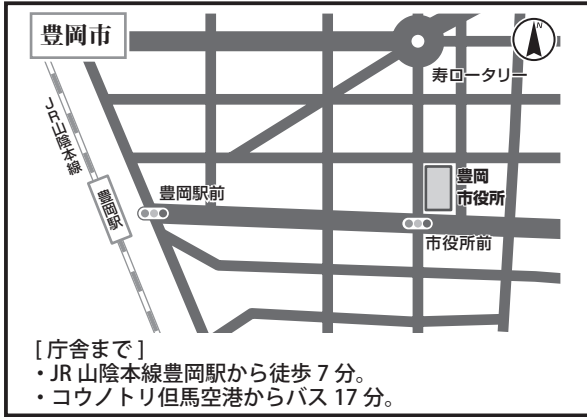 豊岡市
N
寿ロータリー
JR山陰本線
豊岡駅
豊岡駅前
豊岡
市役所
市役所前
[ 庁舎まで ]
・JR 山陰本線豊岡駅から徒歩 7 分。
・コウノトリ但馬空港からバス 17 分。